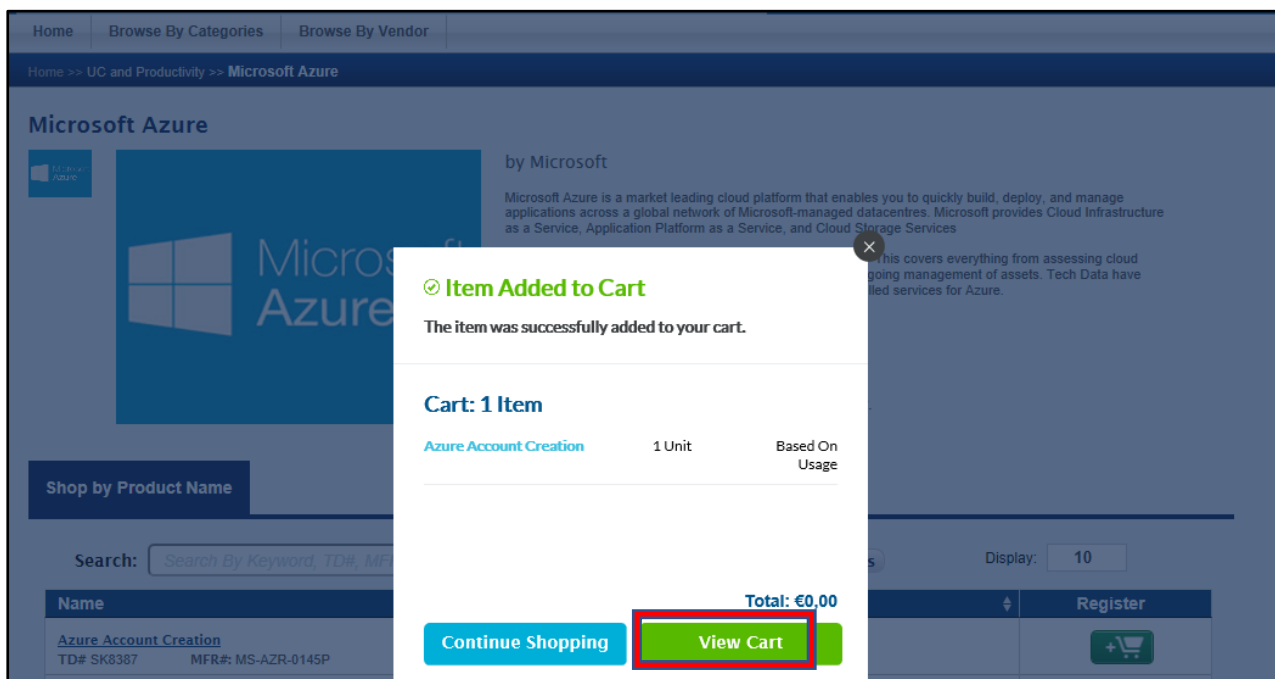 Home Browse By Categories Browse By Vendor
Home >> UC and Productivity >> Microsoft Azure
Microsoft Azure
Microsoft
Azure
by Microsoft
Microsoft Azure is a market leading cloud platform that enables you to quickly build, deploy, and manage
applications across a global network of Microsoft-managed datacentres. Microsoft provides Cloud Infrastructure
as a Service, Application Platform as a Service, and Cloud Storage Services
This covers everything from assessing cloud
going management of assets. Tech Data have
lled services for Azure.
Item Added to Cart
The item was successfully added to your cart.
Cart: 1 Item
Azure Account Creation 1 Unit Based On
Usage
Total: €0,00
Continue Shopping View Cart
Shop by Product Name
Search: Search By Keyword, TD#, MF
s Display: 10
Name Register
Azure Account Creation
TD# SK8387 MFR#: MS-AZR-0145P